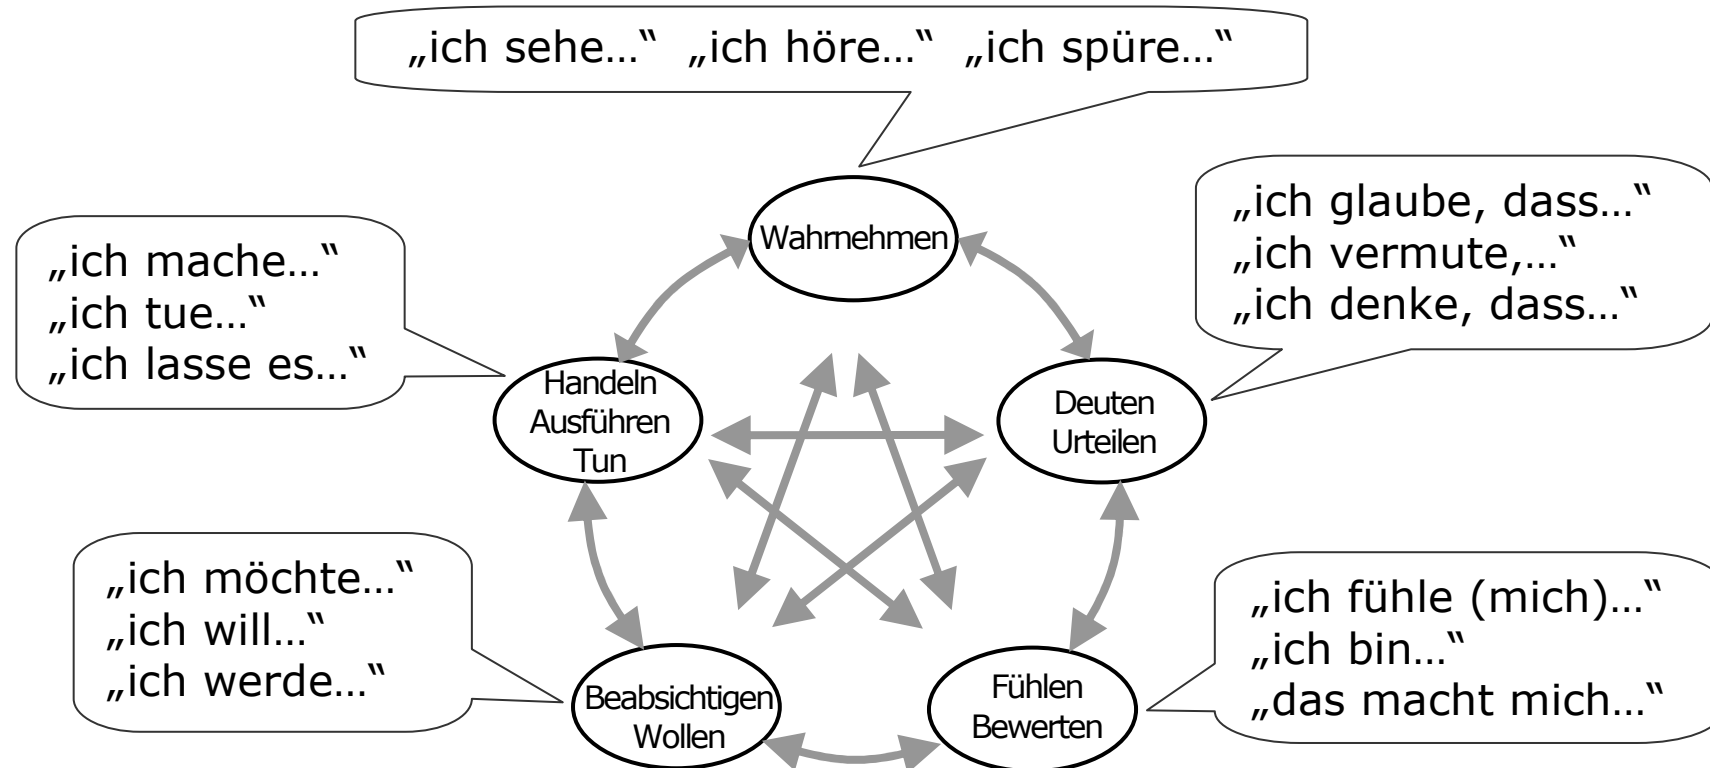 „ich sehe…“ „ich höre…“ „ich spüre…“
Wahrnehmen
„ich glaube, dass…“
„ich vermute,…“
„ich denke, dass…“
„ich mache…“
„ich tue…“
„ich lasse es…“
Handeln
Ausführen
Tun
Deuten
Urteilen
„ich möchte…“
„ich will…“
„ich werde…“
Beabsichtigen
Wollen
Fühlen
Bewerten
„ich fühle (mich)…“
„ich bin…“
„das macht mich…“